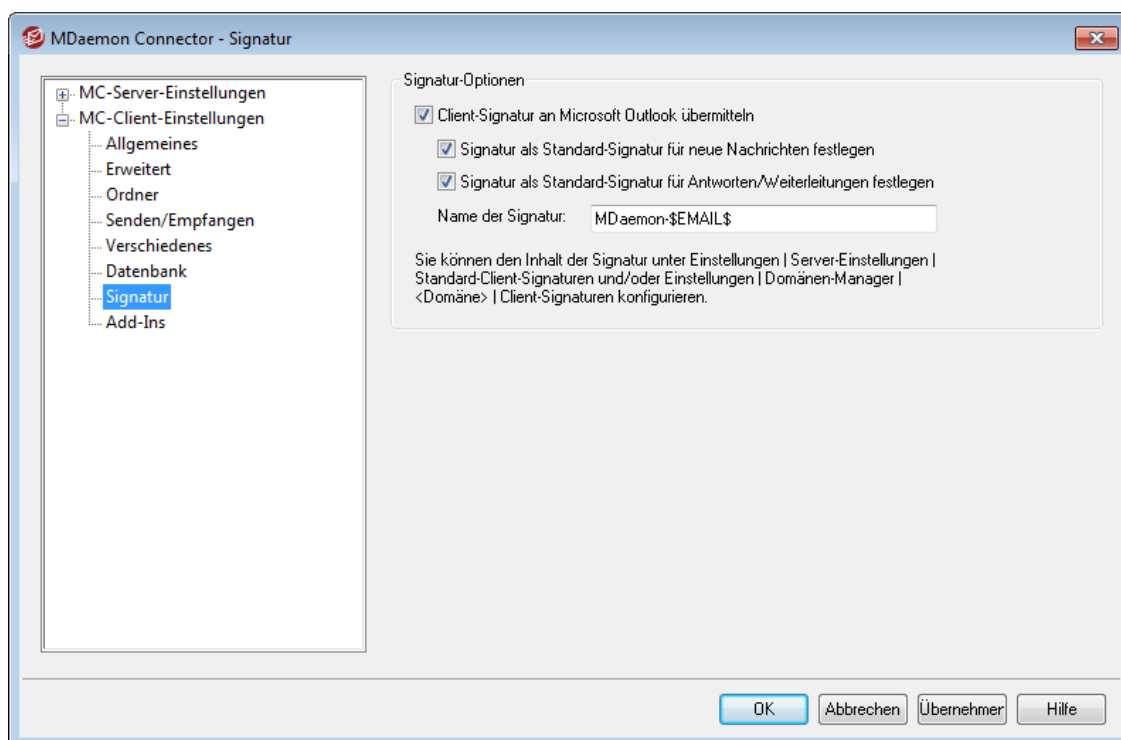 MDaemon Connector - Signatur
MC-Server-Einstellungen
MC-Client-Einstellungen
Allgemeines
Erweitert
Ordner
Senden/Empfangen
Verschiedenes
Datenbank
Signatur
Add-Ins
Signatur-Optionen
Client-Signatur an Microsoft Outlook übermitteln
Signatur als Standard-Signatur für neue Nachrichten festlegen
Signatur als Standard-Signatur für Antworten/Weiterleitungen festlegen
Name der Signatur: MDaemon-$EMAIL$
Sie können den Inhalt der Signatur unter Einstellungen | Server-Einstellungen |
Standard-Client-Signaturen und/oder Einstellungen | Domänen-Manager |
<Domäne> | Client-Signaturen konfigurieren.
OK Abbrechen Übernehmer Hilfe